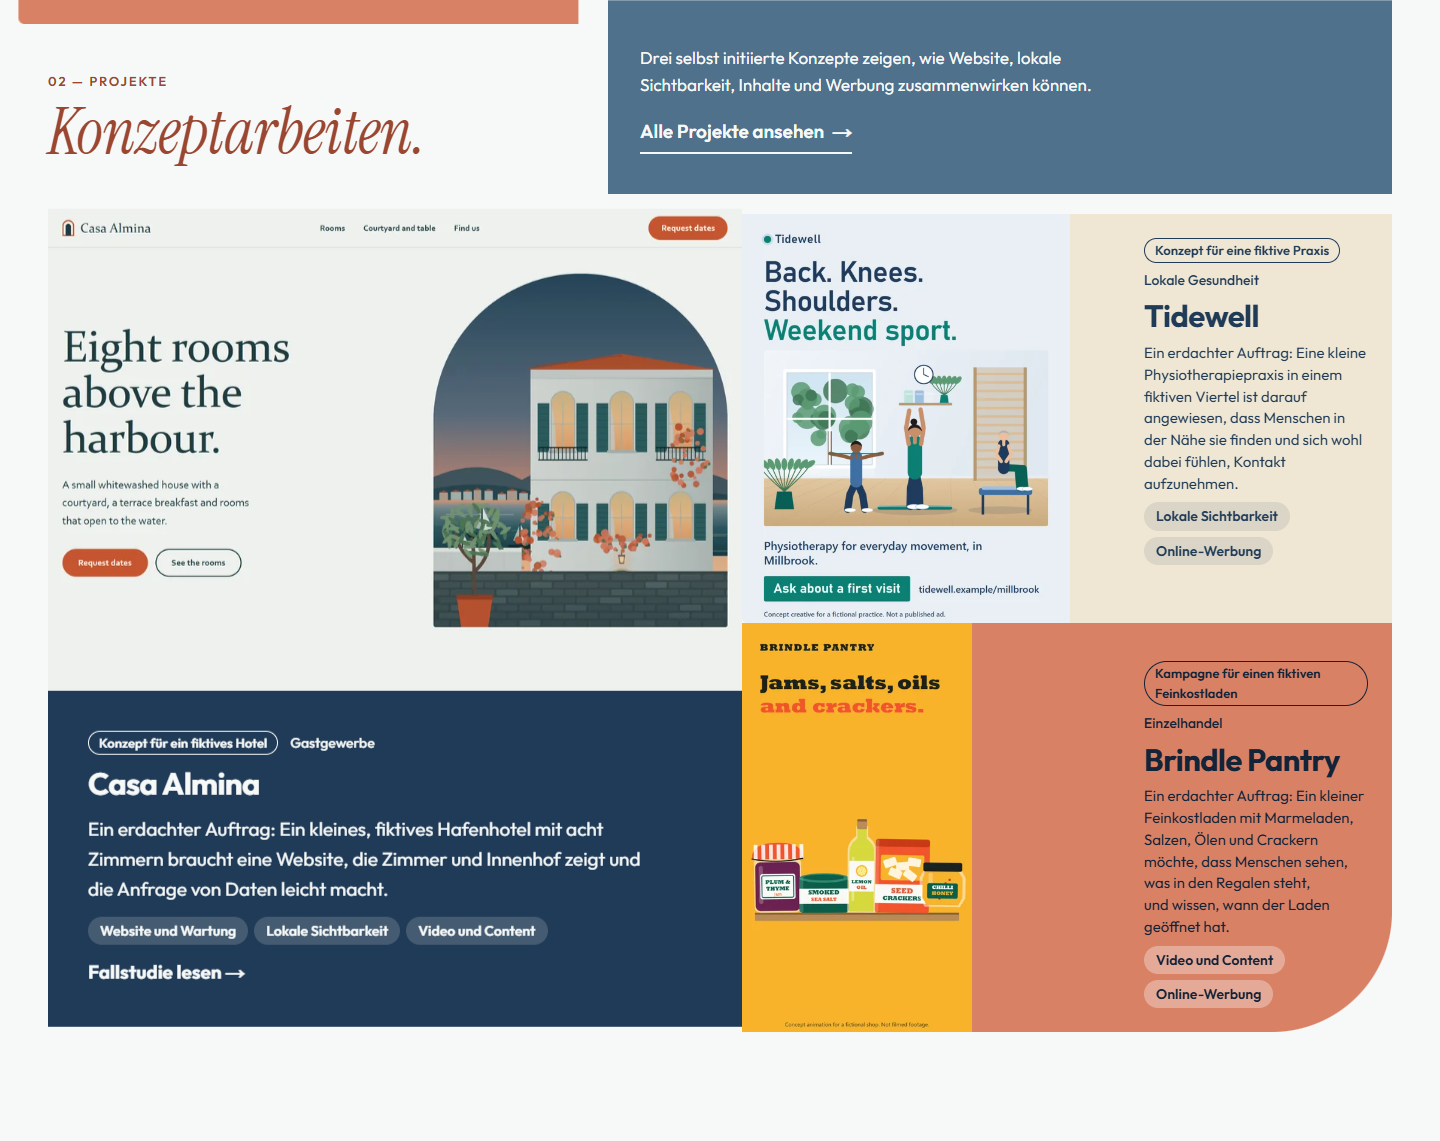 02 — PROJEKTE
Konzeptarbeiten.
Drei selbst initiierte Konzepte zeigen, wie Website, lokale
Sichtbarkeit, Inhalte und Werbung zusammenwirken können.
Alle Projekte ansehen →
Casa Almina
Rooms
Courtyard and table
Find us
Request dates
Eight rooms
above the
harbour.
A small whitewashed house with a
courtyard, a terrace breakfast and rooms
that open to the water.
Request dates
See the rooms
Konzept für ein fiktives Hotel
Gastgewerbe
Casa Almina
Ein erdachter Auftrag: Ein kleines, fiktives Hafenhotel mit acht
Zimmern braucht eine Website, die Zimmer und Innenhof zeigt und
die Anfrage von Daten leicht macht.
Website und Wartung
Lokale Sichtbarkeit
Video und Content
Fallstudie lesen →
Tidewell
Back. Knees.
Shoulders.
Weekend sport.
Physiotherapy for everyday movement, in
Millbrook.
Ask about a first visit
tidewell.example/millbrook
Concept creative for a fictional practice. Not a published ad.
Konzept für eine fiktive Praxis
Lokale Gesundheit
Tidewell
Ein erdachter Auftrag: Eine kleine
Physiotherapiepraxis in einem
fiktiven Viertel ist darauf
angewiesen, dass Menschen in
der Nähe sie finden und sich wohl
dabei fühlen, Kontakt
aufzunehmen.
Lokale Sichtbarkeit
Online-Werbung
BRINDLE PANTRY
Jams, salts, oils
and crackers.
PLUM &
THYME
JAM
SMOKED
SEA SALT
LEMON
OIL
SEED
CRACKERS
CHILLI
HONEY
Concept animation for a fictional shop. Not filmed footage.
Kampagne für einen fiktiven
Feinkostladen
Einzelhandel
Brindle Pantry
Ein erdachter Auftrag: Ein kleiner
Feinkostladen mit Marmeladen,
Salzen, Ölen und Crackern
möchte, dass Menschen sehen,
was in den Regalen steht,
und wissen, wann der Laden
geöffnet hat.
Video und Content
Online-Werbung